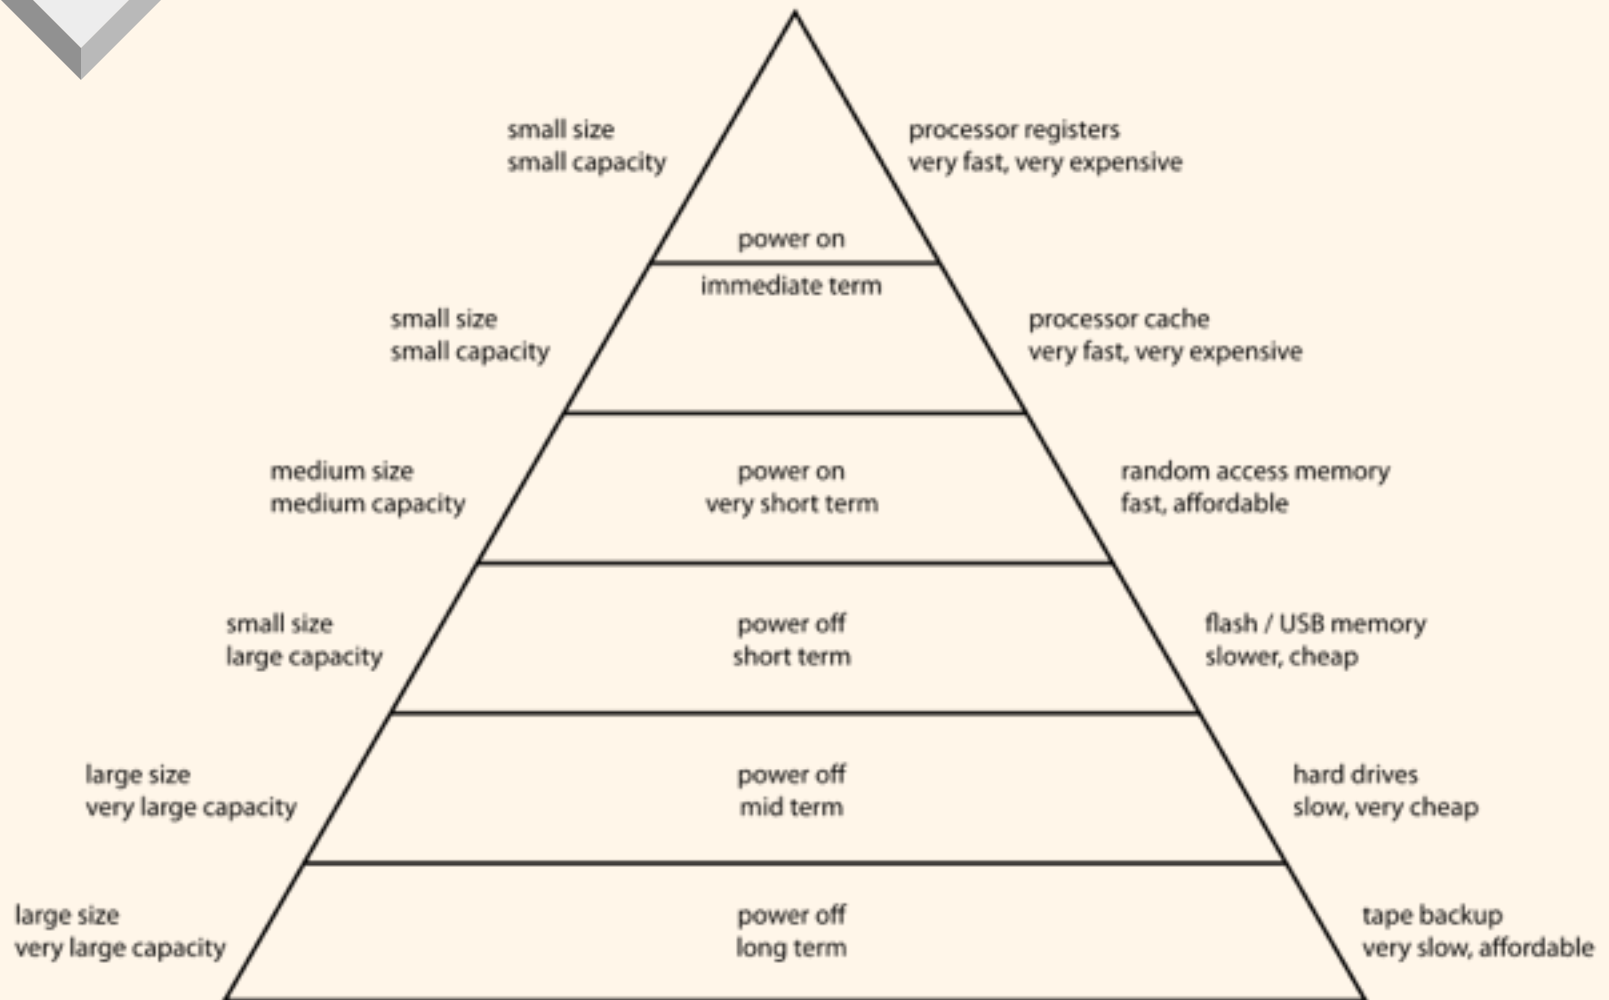 small size
small capacity
processor registers
very fast, very expensive
power on
immediate term
small size
small capacity
processor cache
very fast, very expensive
medium size
medium capacity
power on
very short term
random access memory
fast, affordable
small size
large capacity
power off
short term
flash / USB memory
slower, cheap
large size
very large capacity
power off
mid term
hard drives
slow, very cheap
large size
very large capacity
power off
long term
tape backup
very slow, affordable